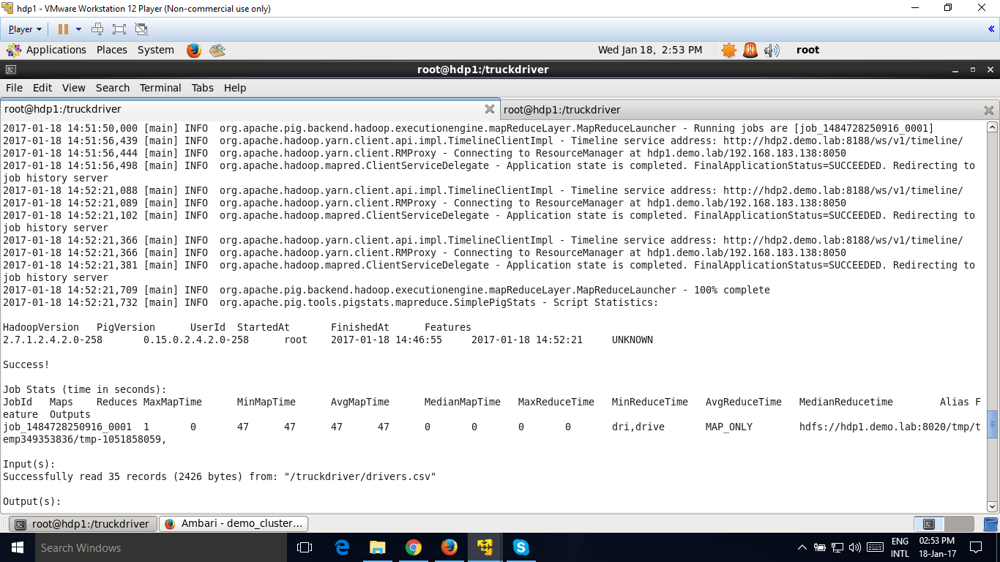 hdp1 - VMware Workstation 12 Player (Non-commercial use only)
Player
Applications Places System Wed Jan 18, 2:53 PM root
root@hdp1:/truckdriver
File Edit View Search Terminal Tabs Help
root@hdp1:/truckdriver root@hdp1:/truckdriver
2017-01-18 14:51:50,000 [main] INFO  org.apache.pig.backend.hadoop.executionengine.mapReduceLayer.MapReduceLauncher - Running jobs are [job_1484728250916_0001]
2017-01-18 14:51:56,439 [main] INFO  org.apache.hadoop.yarn.client.api.impl.TimelineClientImpl - Timeline service address: http://hdp2.demo.lab:8188/ws/v1/timeline/
2017-01-18 14:51:56,444 [main] INFO  org.apache.hadoop.yarn.client.RMProxy - Connecting to ResourceManager at hdp1.demo.lab/192.168.183.138:8050
2017-01-18 14:51:56,498 [main] INFO  org.apache.hadoop.mapred.ClientServiceDelegate - Application state is completed. FinalApplicationStatus=SUCCEEDED. Redirecting to
job history server
2017-01-18 14:52:21,088 [main] INFO  org.apache.hadoop.yarn.client.api.impl.TimelineClientImpl - Timeline service address: http://hdp2.demo.lab:8188/ws/v1/timeline/
2017-01-18 14:52:21,089 [main] INFO  org.apache.hadoop.yarn.client.RMProxy - Connecting to ResourceManager at hdp1.demo.lab/192.168.183.138:8050
2017-01-18 14:52:21,102 [main] INFO  org.apache.hadoop.mapred.ClientServiceDelegate - Application state is completed. FinalApplicationStatus=SUCCEEDED. Redirecting to
job history server
2017-01-18 14:52:21,366 [main] INFO  org.apache.hadoop.yarn.client.api.impl.TimelineClientImpl - Timeline service address: http://hdp2.demo.lab:8188/ws/v1/timeline/
2017-01-18 14:52:21,366 [main] INFO  org.apache.hadoop.yarn.client.RMProxy - Connecting to ResourceManager at hdp1.demo.lab/192.168.183.138:8050
2017-01-18 14:52:21,381 [main] INFO  org.apache.hadoop.mapred.ClientServiceDelegate - Application state is completed. FinalApplicationStatus=SUCCEEDED. Redirecting to
job history server
2017-01-18 14:52:21,709 [main] INFO  org.apache.pig.backend.hadoop.executionengine.mapReduceLayer.MapReduceLauncher - 100% complete
2017-01-18 14:52:21,732 [main] INFO  org.apache.pig.tools.pigstats.mapreduce.SimplePigStats - Script Statistics:
HadoopVersion PigVersion UserId StartedAt FinishedAt Features
2.7.1.2.4.2.0-258 0.15.0.2.4.2.0-258 root 2017-01-18 14:46:55 2017-01-18 14:52:21 UNKNOWN
Success!
Job Stats (time in seconds):
JobId Maps Reduces MaxMapTime MinMapTime AvgMapTime MedianMapTime MaxReduceTime MinReduceTime AvgReduceTime MedianReducetime Alias F
eature Outputs
job_1484728250916_0001 1 0 47 47 47 47 0 0 0 0 dri,drive MAP_ONLY hdfs://hdp1.demo.lab:8020/tmp/t
emp349353836/tmp-1051858059,
Input(s):
Successfully read 35 records (2426 bytes) from: "/truckdriver/drivers.csv"
Output(s):
root@hdp1:/truckdriver Ambari - demo_cluster...
Search Windows
ENG 02:53 PM
INTL 18-Jan-17